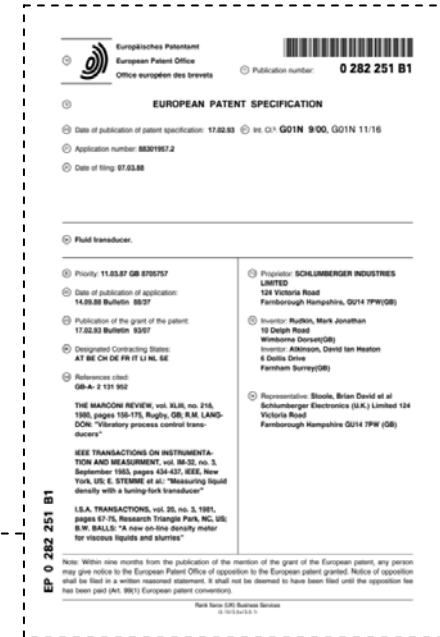 Europäisches Patentamt
European Patent Office
Office européen des brevets
Publication number: 0 282 251 B1
EUROPEAN PATENT SPECIFICATION
Date of publication of patent specification: 17.02.93
Int. Cl.⁵: G01N 9/00, G01N 11/16
Application number: 88301957.2
Date of filing: 07.03.88
Fluid transducer.
Priority: 11.03.87 GB 8705757
Date of publication of application:
14.09.88 Bulletin 88/37
Publication of the grant of the patent:
17.02.93 Bulletin 93/07
Designated Contracting States:
AT BE CH DE FR IT LI NL SE
References cited:
GB-A- 2 131 952
THE MARCONI REVIEW, vol. XLIII, no. 218,
1980, pages 156-175, Rugby, GB; R.M. LANG-
DON: "Vibratory process control trans-
ducers"
IEEE TRANSACTIONS ON INSTRUMENTA-
TION AND MEASURMENT, vol. IM-32, no. 3,
September 1983, pages 434-437, IEEE, New
York, US; E. STEMME et al.: "Measuring liquid
density with a tuning-fork transducer"
I.S.A. TRANSACTIONS, vol. 20, no. 3, 1981,
pages 67-75, Research Triangle Park, NC, US;
B.W. BALLS: "A new on-line density meter
for viscous liquids and slurries"
Proprietor: SCHLUMBERGER INDUSTRIES
LIMITED
124 Victoria Road
Farnborough Hampshire, GU14 7PW(GB)
Inventor: Rudkin, Mark Jonathan
10 Delph Road
Wimborne Dorset(GB)
Inventor: Atkinson, David Ian Heaton
6 Dollis Drive
Farnham Surrey(GB)
Representative: Stoole, Brian David et al
Schlumberger Electronics (U.K.) Limited 124
Victoria Road
Farnborough Hampshire GU14 7PW (GB)
EP 0 282 251 B1
Note: Within nine months from the publication of the mention of the grant of the European patent, any person
may give notice to the European Patent Office of opposition to the European patent granted. Notice of opposition
shall be filed in a written reasoned statement. It shall not be deemed to have been filed until the opposition fee
has been paid (Art. 99(1) European patent convention).
Rank Xerox (UK) Business Services